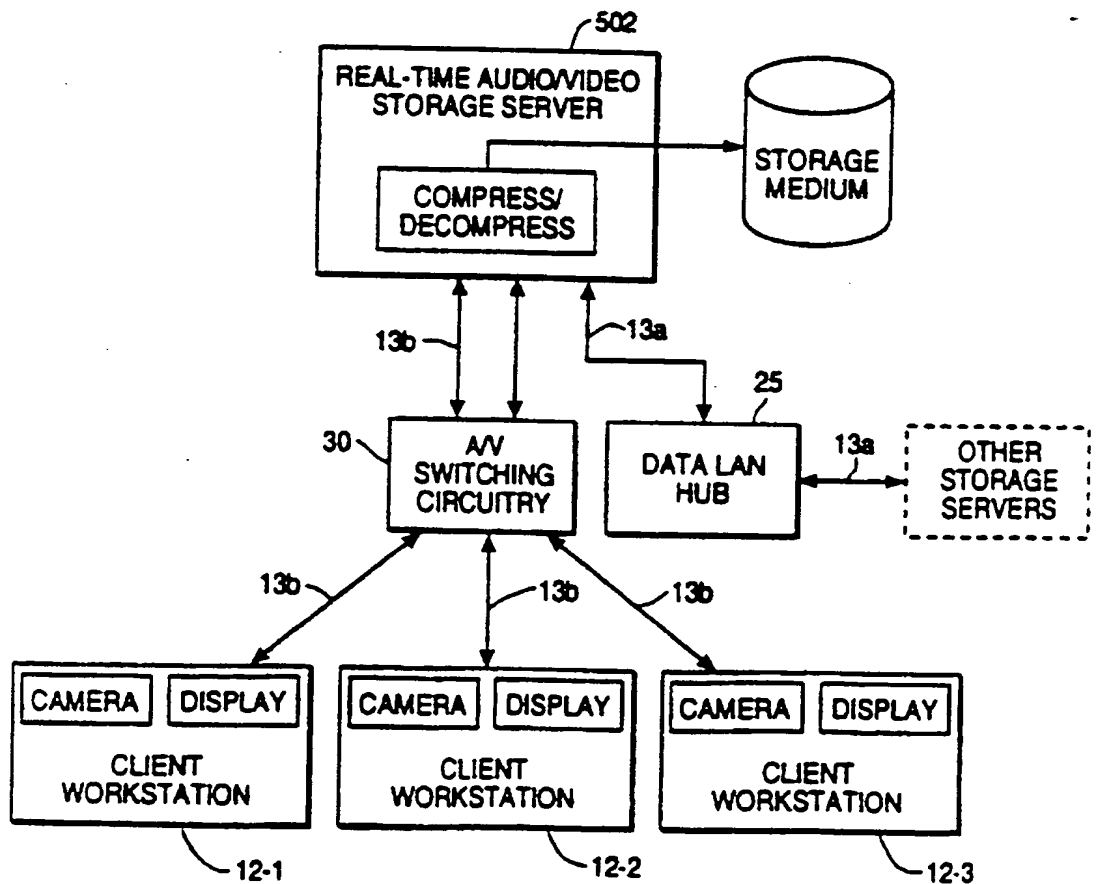 502
REAL-TIME AUDIO/VIDEO
STORAGE SERVER
COMPRESS/
DECOMPRESS
STORAGE
MEDIUM
13b
13a
25
30
A/V
SWITCHING
CIRCUITRY
DATA LAN
HUB
13a
OTHER
STORAGE
SERVERS
13b
13b
13b
CAMERA
DISPLAY
CLIENT
WORKSTATION
12-1
CAMERA
DISPLAY
CLIENT
WORKSTATION
12-2
CAMERA
DISPLAY
CLIENT
WORKSTATION
12-3